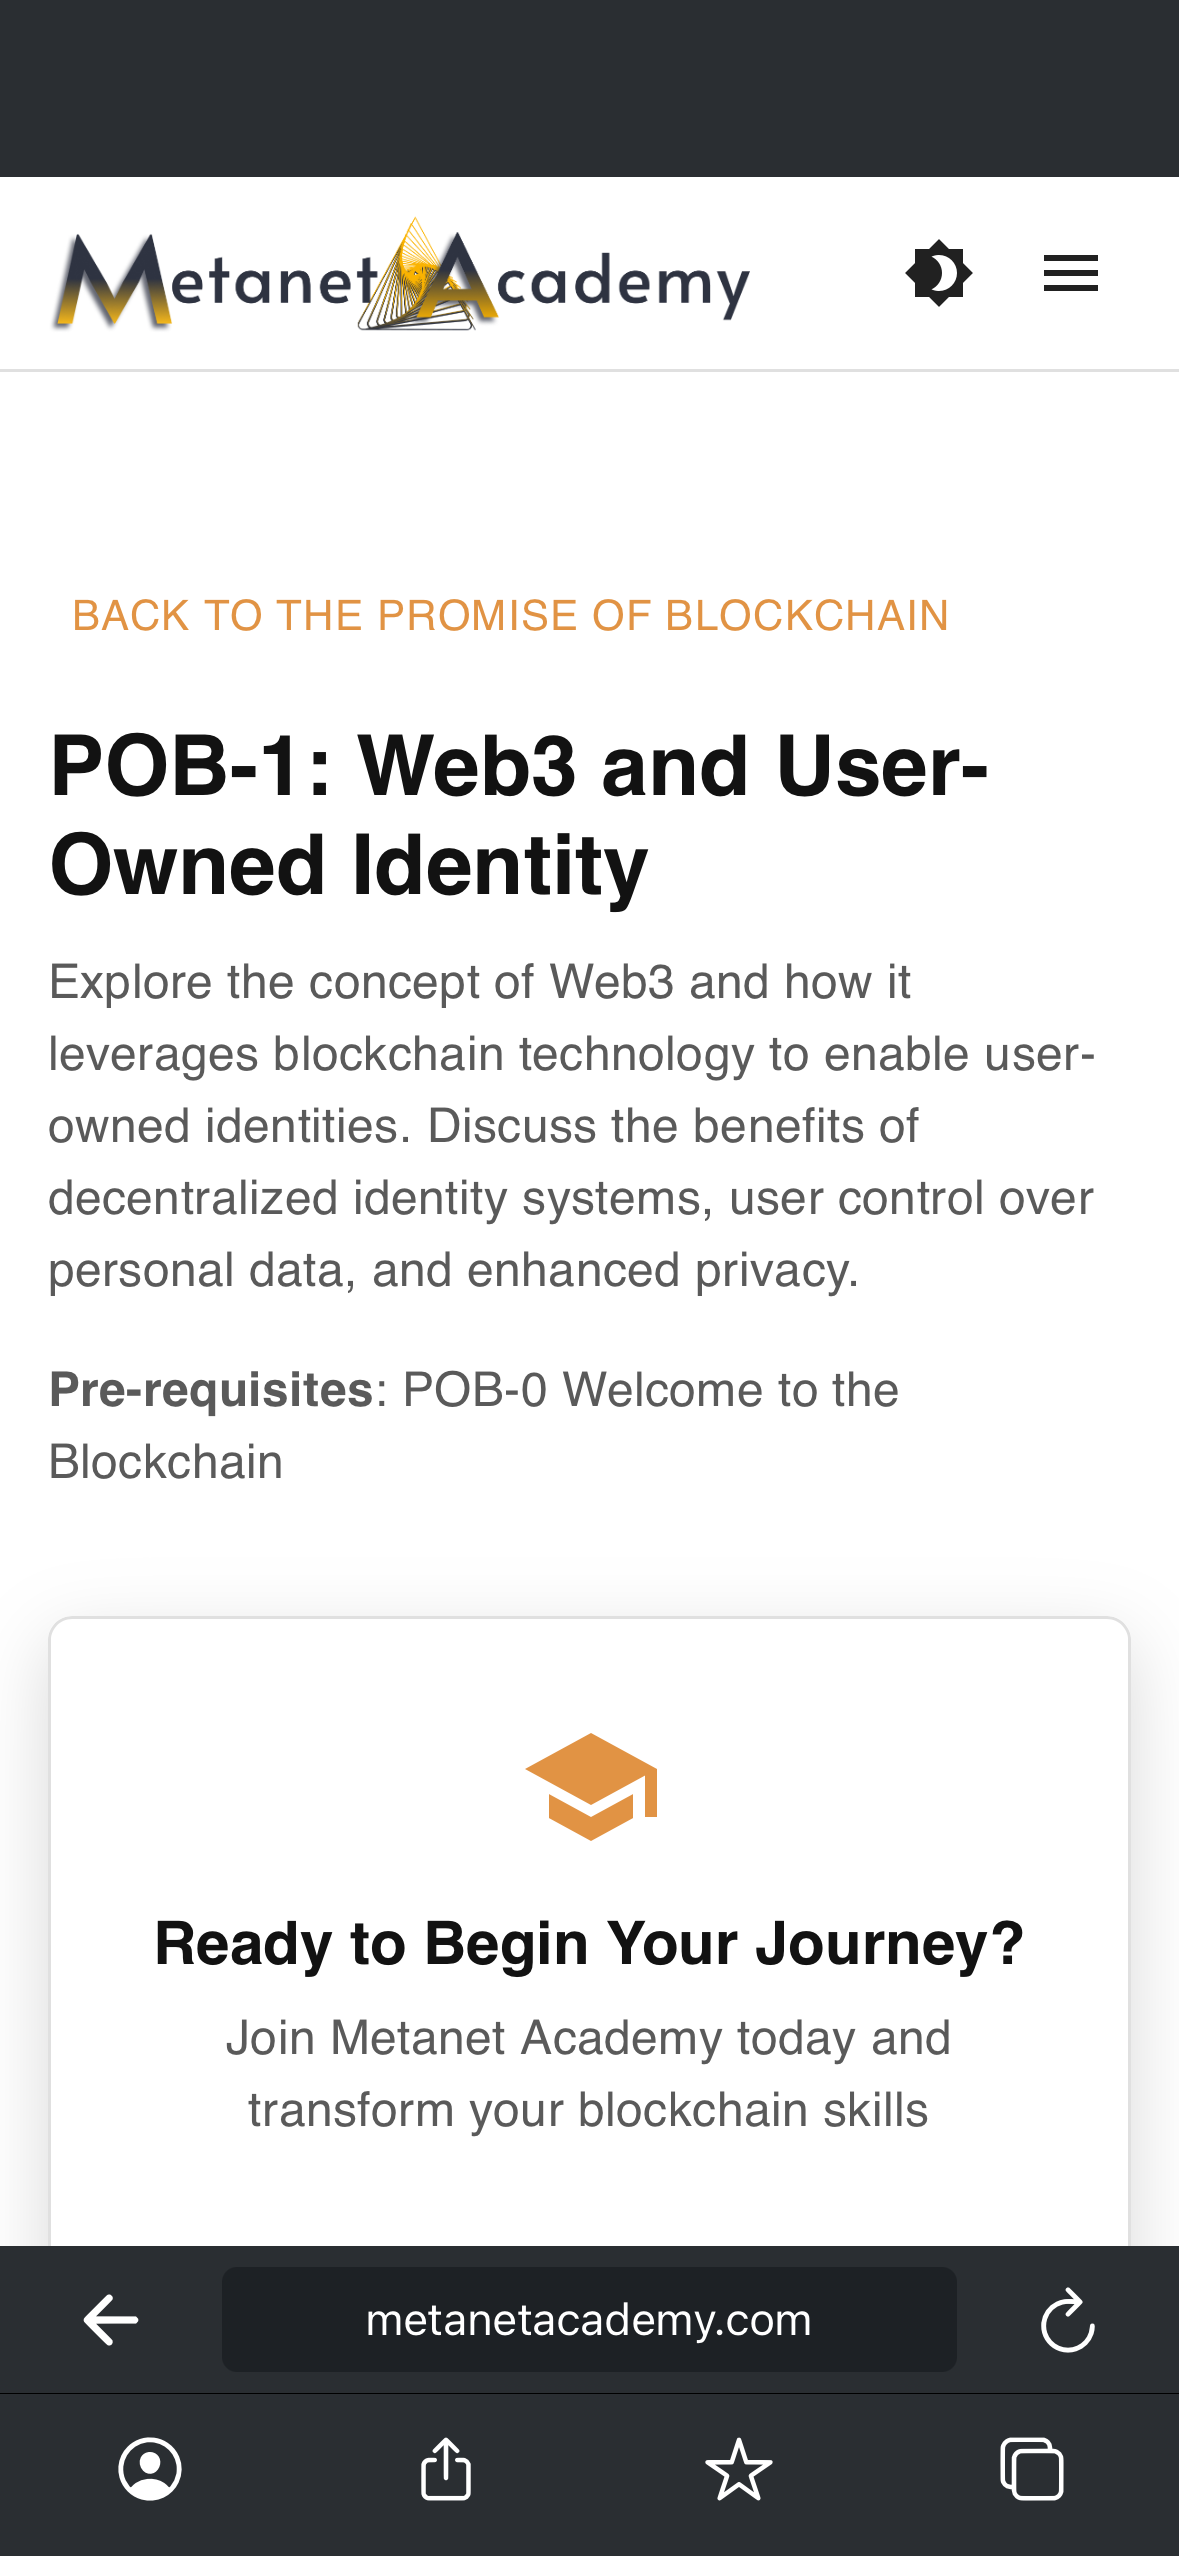 Metanet Academy
BACK TO THE PROMISE OF BLOCKCHAIN
POB-1: Web3 and User-
Owned Identity
Explore the concept of Web3 and how it
leverages blockchain technology to enable user-
owned identities. Discuss the benefits of
decentralized identity systems, user control over
personal data, and enhanced privacy.
Pre-requisites: POB-0 Welcome to the
Blockchain
Ready to Begin Your Journey?
Join Metanet Academy today and
transform your blockchain skills
metanetacademy.com